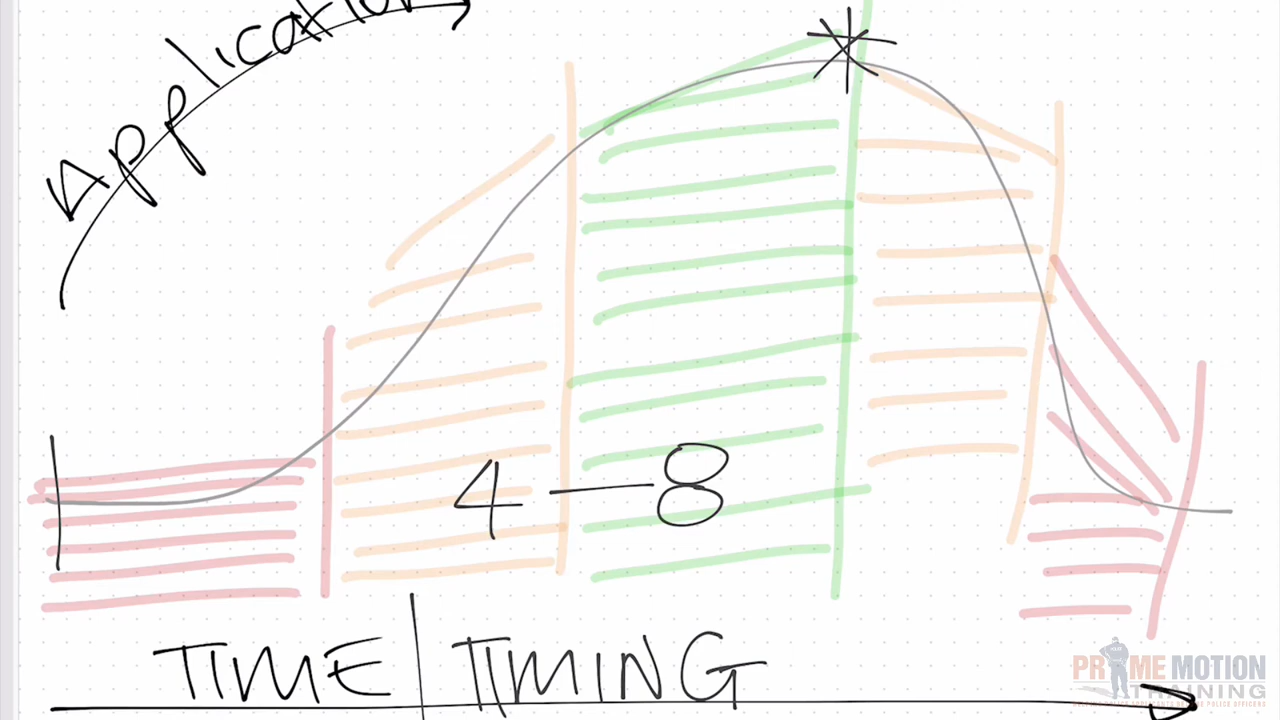 Application
4 — 8
TIME | TIMING
PRIME MOTION
TRAINING